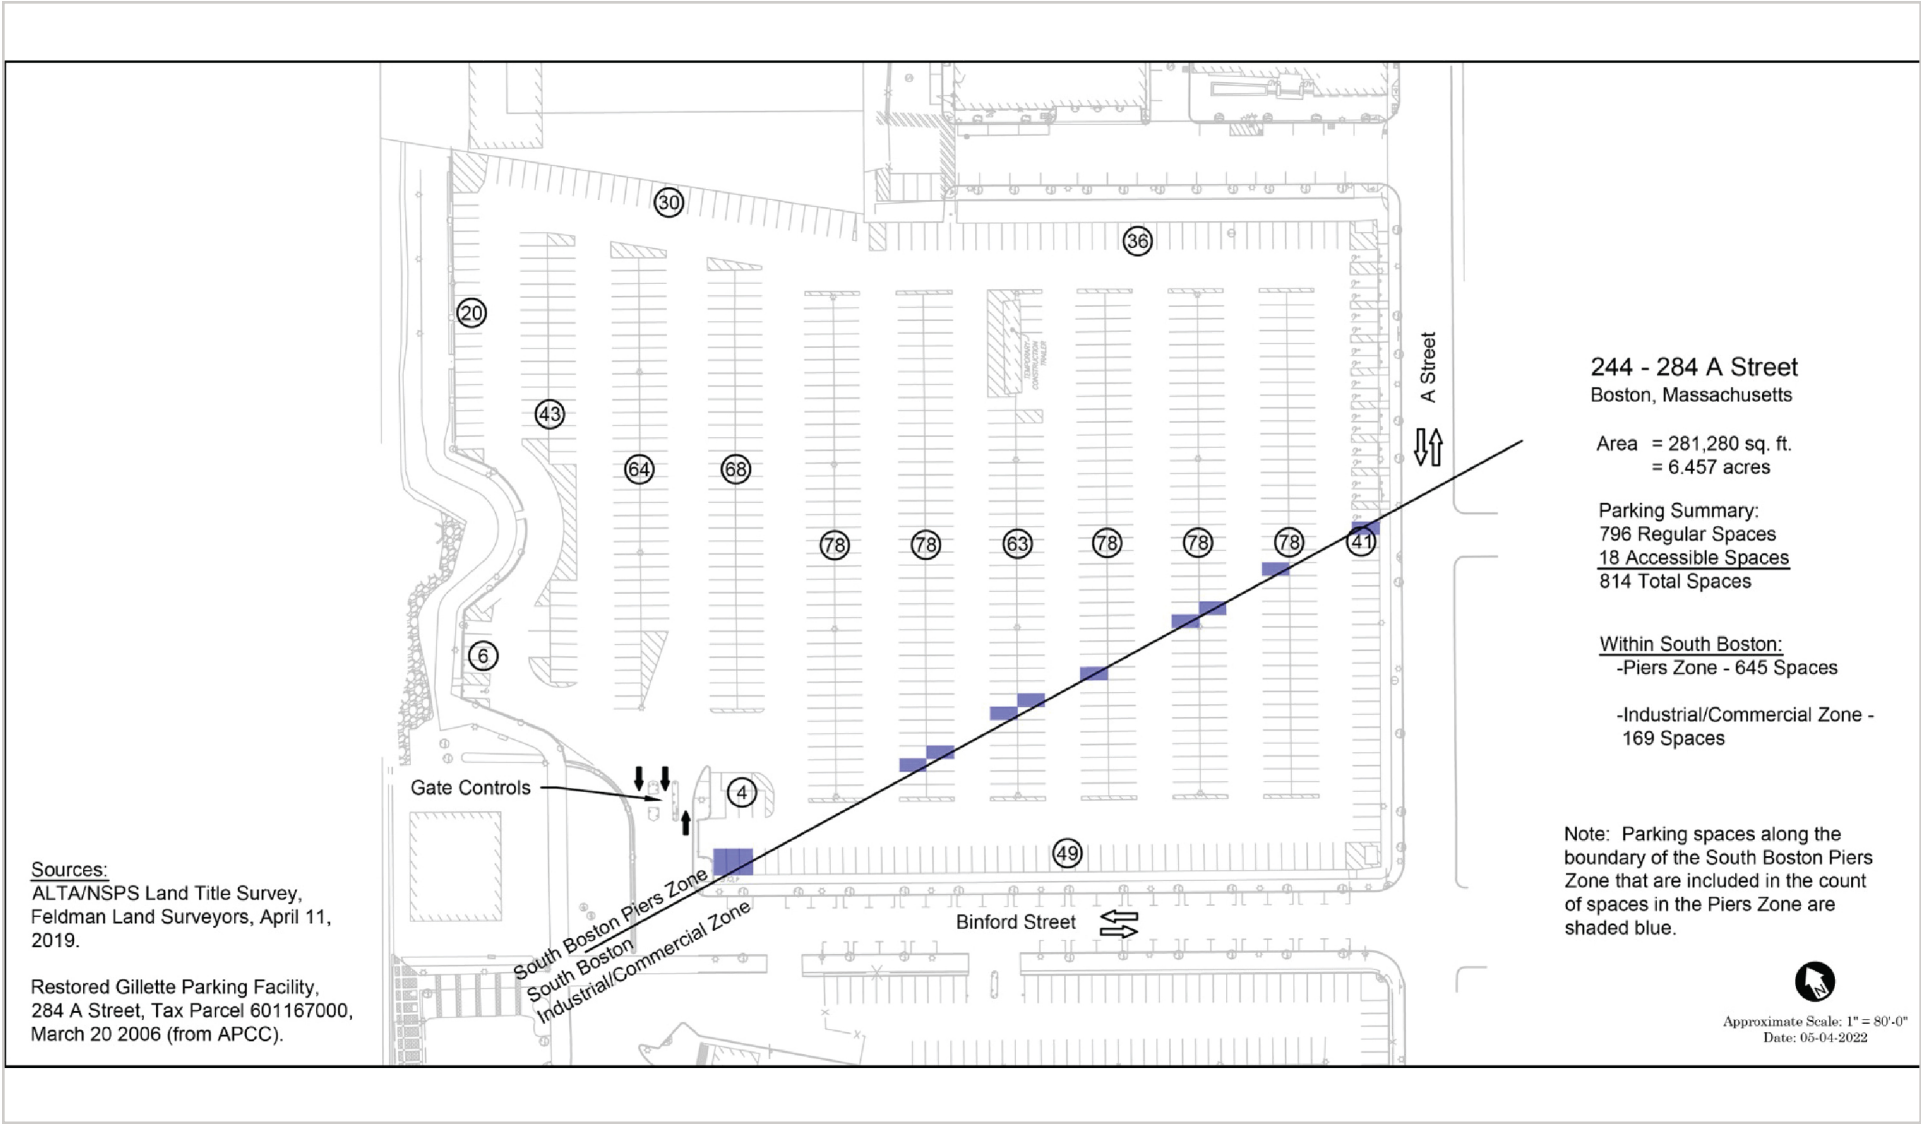 30
36
20
43
64
68
78
78
63
78
78
78
41
6
4
49
TEMPORARY
CONSTRUCTION
TRAILER
A Street
Gate Controls
Binford Street
South Boston Piers Zone
South Boston
Industrial/Commercial Zone
Sources:
ALTA/NSPS Land Title Survey,
Feldman Land Surveyors, April 11,
2019.
Restored Gillette Parking Facility,
284 A Street, Tax Parcel 601167000,
March 20 2006 (from APCC).
244 - 284 A Street
Boston, Massachusetts
Area = 281,280 sq. ft.
= 6.457 acres
Parking Summary:
796 Regular Spaces
18 Accessible Spaces
814 Total Spaces
Within South Boston:
-Piers Zone - 645 Spaces
-Industrial/Commercial Zone -
169 Spaces
Note: Parking spaces along the
boundary of the South Boston Piers
Zone that are included in the count
of spaces in the Piers Zone are
shaded blue.
N
Approximate Scale: 1" = 80'-0"
Date: 05-04-2022